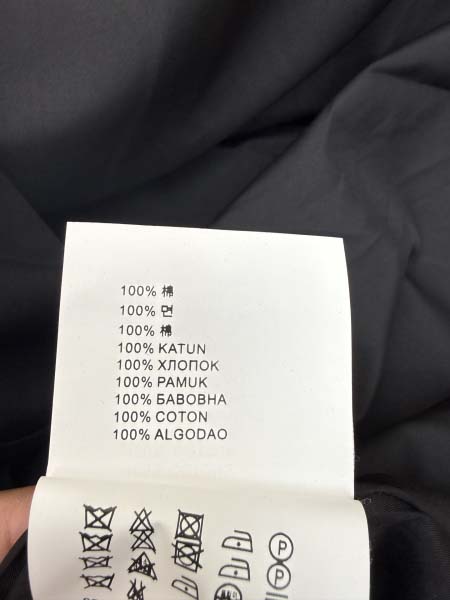 100% 棉
100% 면
100% 棉
100% KATUN
100% ХЛОПОК
100% PAMUK
100% БАВОВНА
100% COTON
100% ALGODAO
P
P